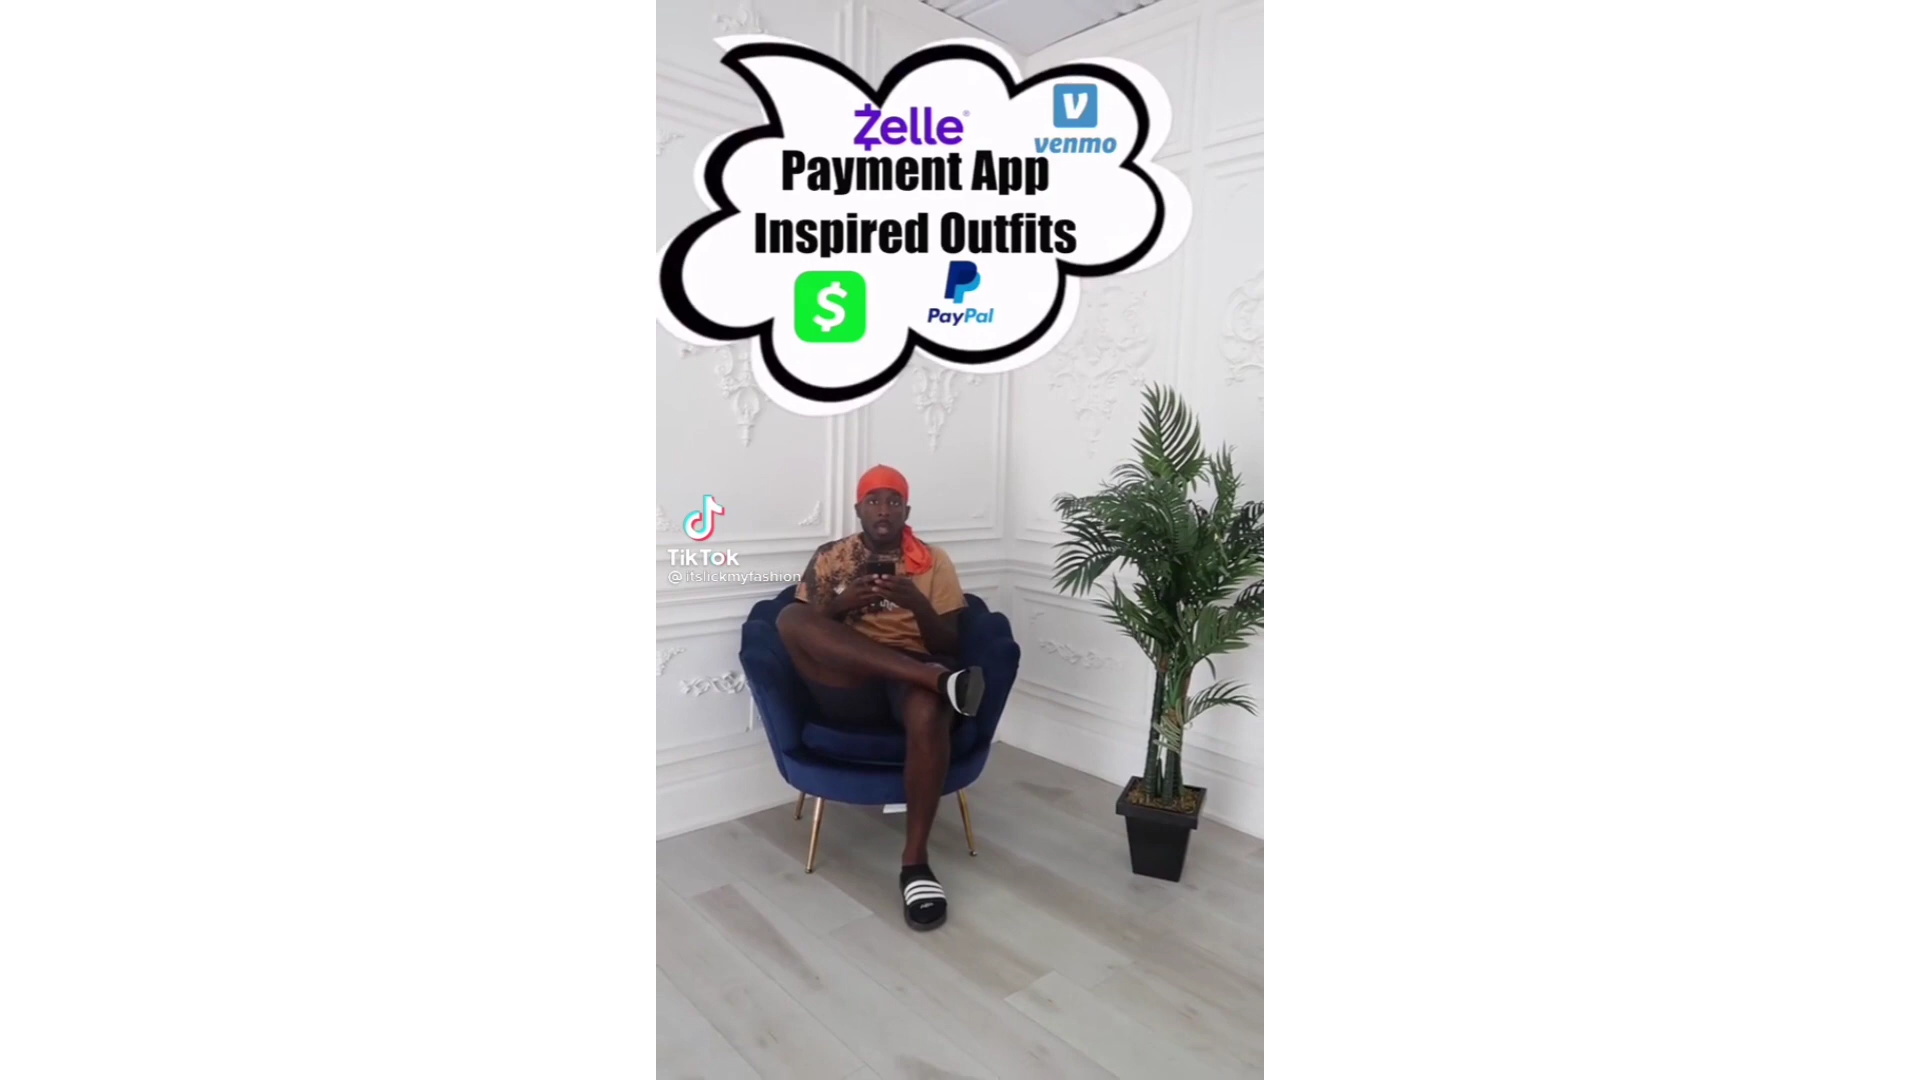 Zelle®
V
venmo
Payment App
Inspired Outfits
$
P
PayPal
TikTok
@itslickmyfashion